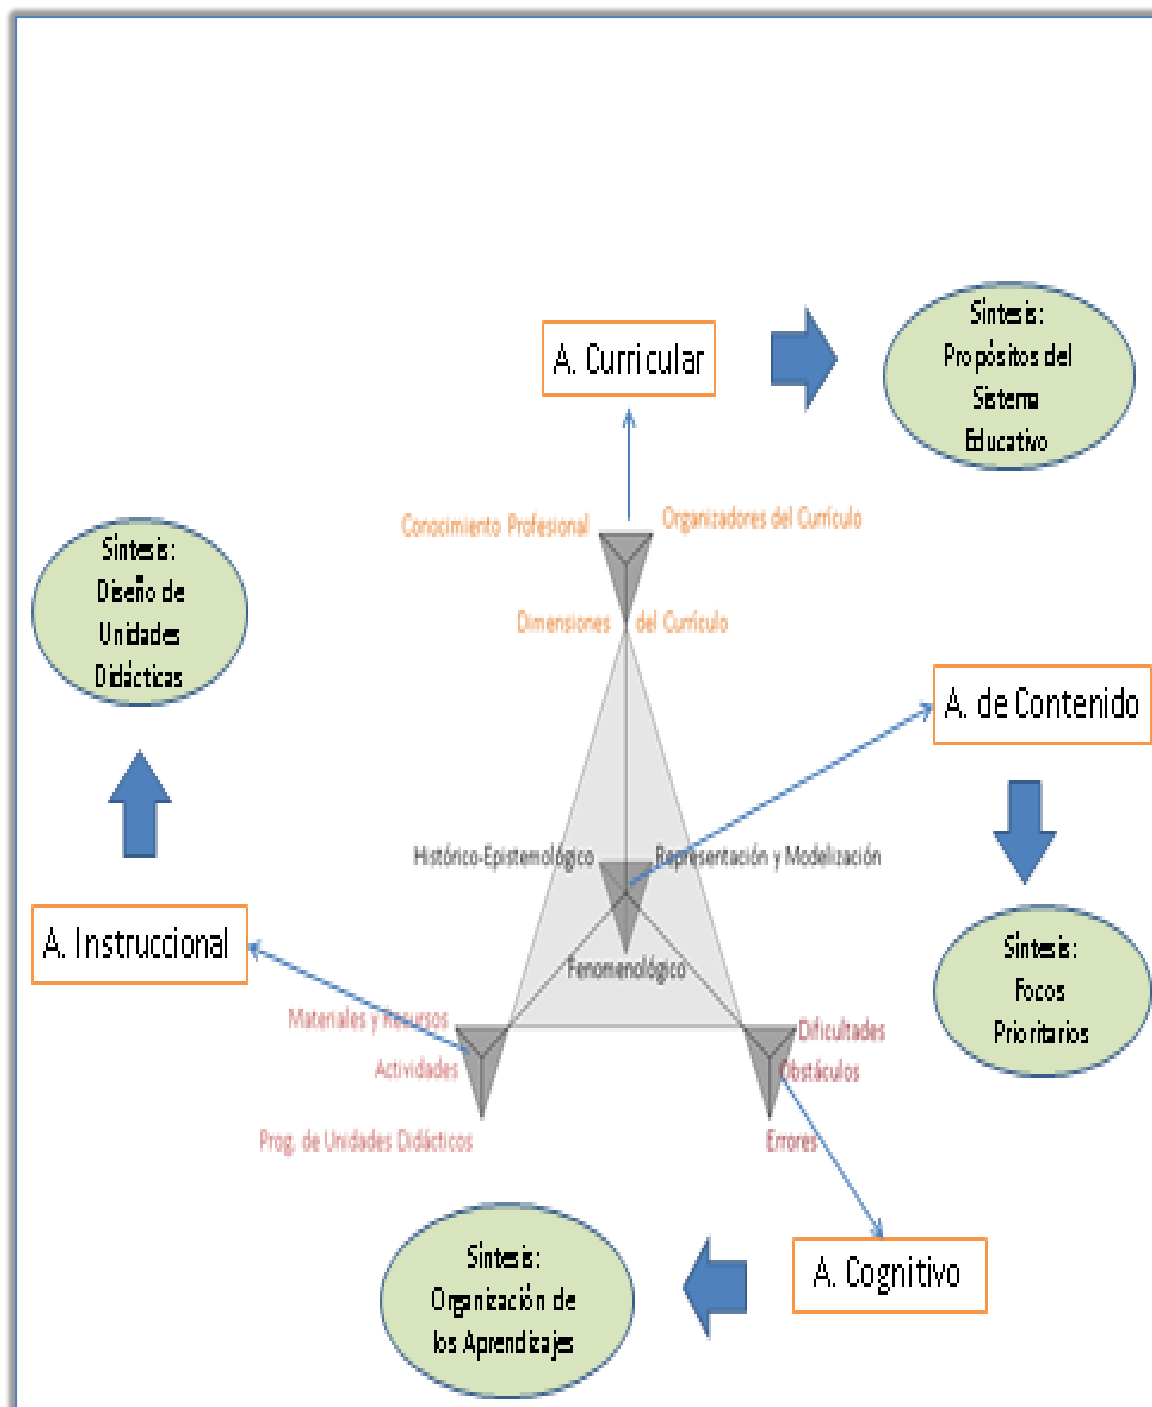 Síntesis:
Propósitos del
Sistema
Educativo
A. Curricular
Conocimiento Profesional
Organizadores del Currículo
Dimensiones del Currículo
Síntesis:
Diseño de
Unidades
Didácticas
A. de Contenido
Histórico-Epistemológico
Representación y Modelización
Fenomenológico
A. Instruccional
Síntesis:
Focos
Prioritarios
Materiales y Recursos
Actividades
Prog. de Unidades Didácticos
Dificultades
Obstáculos
Errores
A. Cognitivo
Síntesis:
Organización de
los Aprendizajes